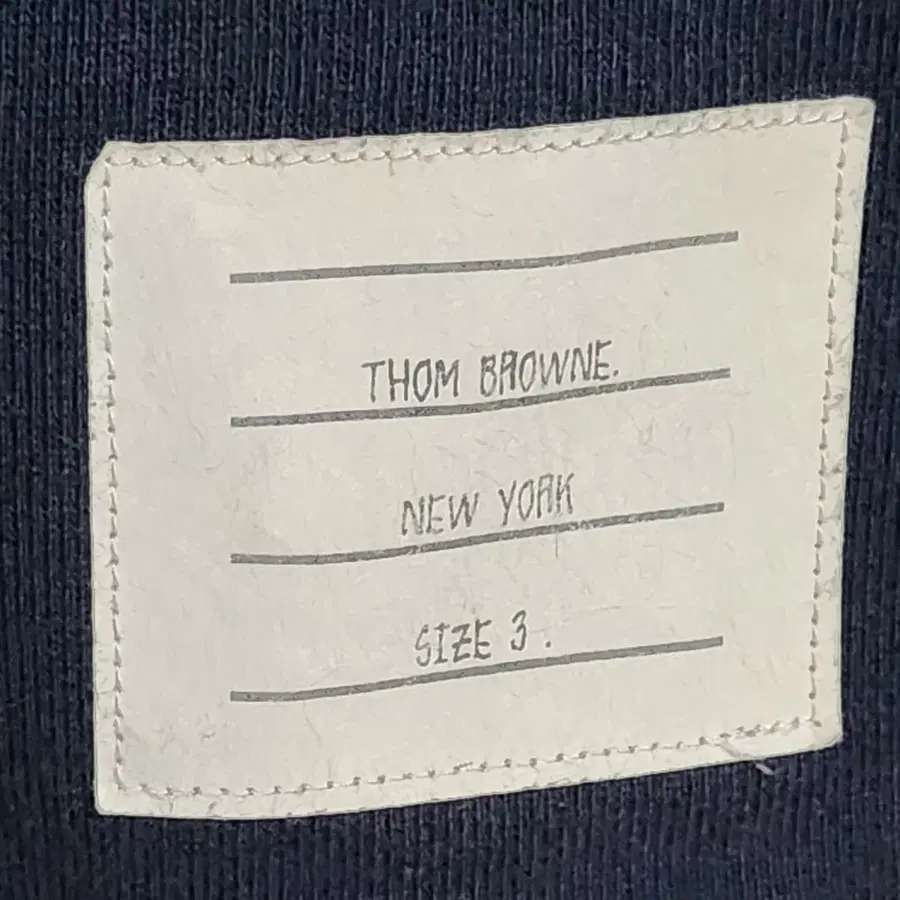 THOM BROWNE.
NEW YORK
SIZE 3.